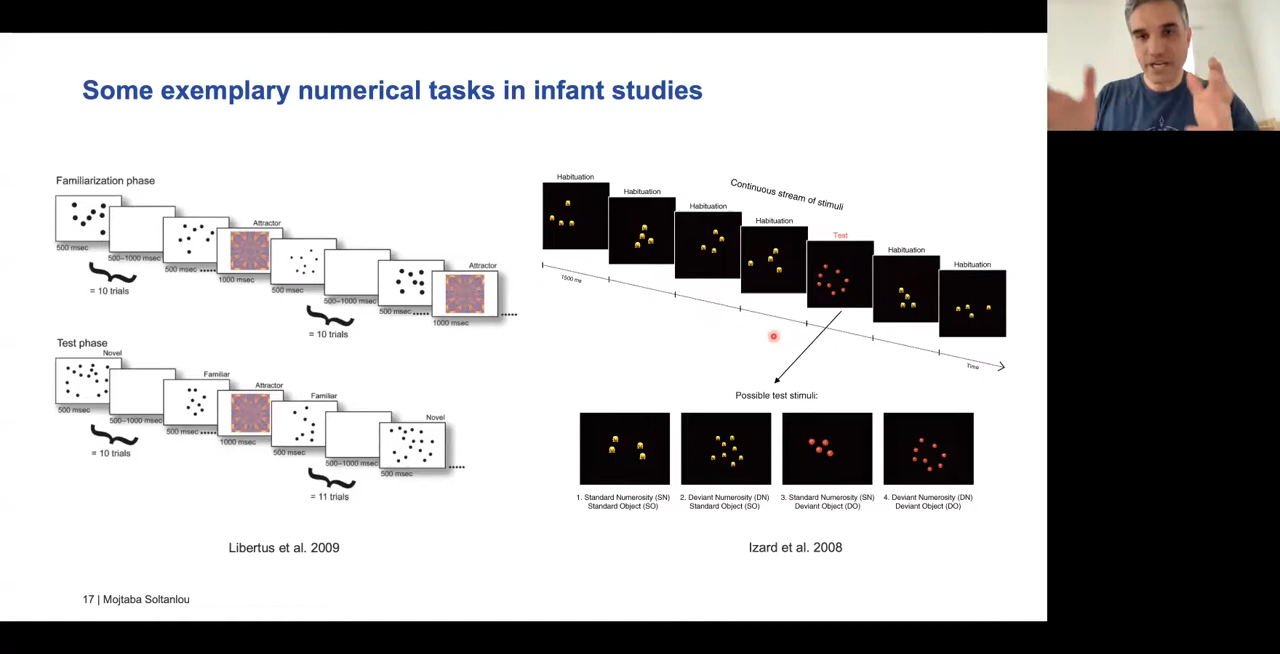 Some exemplary numerical tasks in infant studies
Familiarization phase
500 msec
500–1000 msec
500 msec
Attractor
1000 msec
500 msec
500–1000 msec
500 msec
Attractor
1000 msec
= 10 trials
= 10 trials
Test phase
Novel
500 msec
500–1000 msec
Familiar
500 msec
Attractor
1000 msec
Familiar
500 msec
500–1000 msec
Novel
500 msec
= 10 trials
= 11 trials
Libertus et al. 2009
Habituation
Habituation
Habituation
Habituation
Continuous stream of stimuli
Test
Habituation
Habituation
1500 ms
Time
Possible test stimuli:
1. Standard Numerosity (SN)
Standard Object (SO)
2. Deviant Numerosity (DN)
Standard Object (SO)
3. Standard Numerosity (SN)
Deviant Object (DO)
4. Deviant Numerosity (DN)
Deviant Object (DO)
Izard et al. 2008
17 | Mojtaba Soltanlou